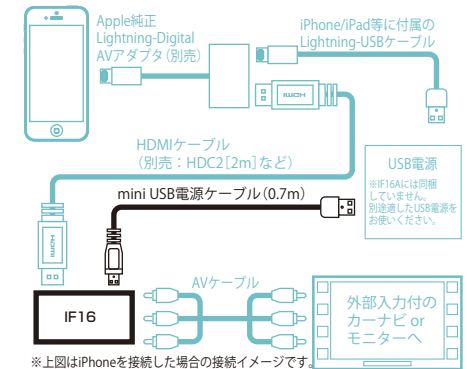 Apple純正
Lightning-Digital
AVアダプタ（別売）
iPhone/iPad等に付属の
Lightning-USBケーブル
HDMI
HDMIケーブル
（別売：HDC2［2m］など）
USB電源
※IF16Aには同梱
していません。
別途適したUSB電源を
お使いください。
mini USB電源ケーブル（0.7m）
HDMI
AVケーブル
IF16
外部入力付の
カーナビ or
モニターへ
※上図はiPhoneを接続した場合の接続イメージです。